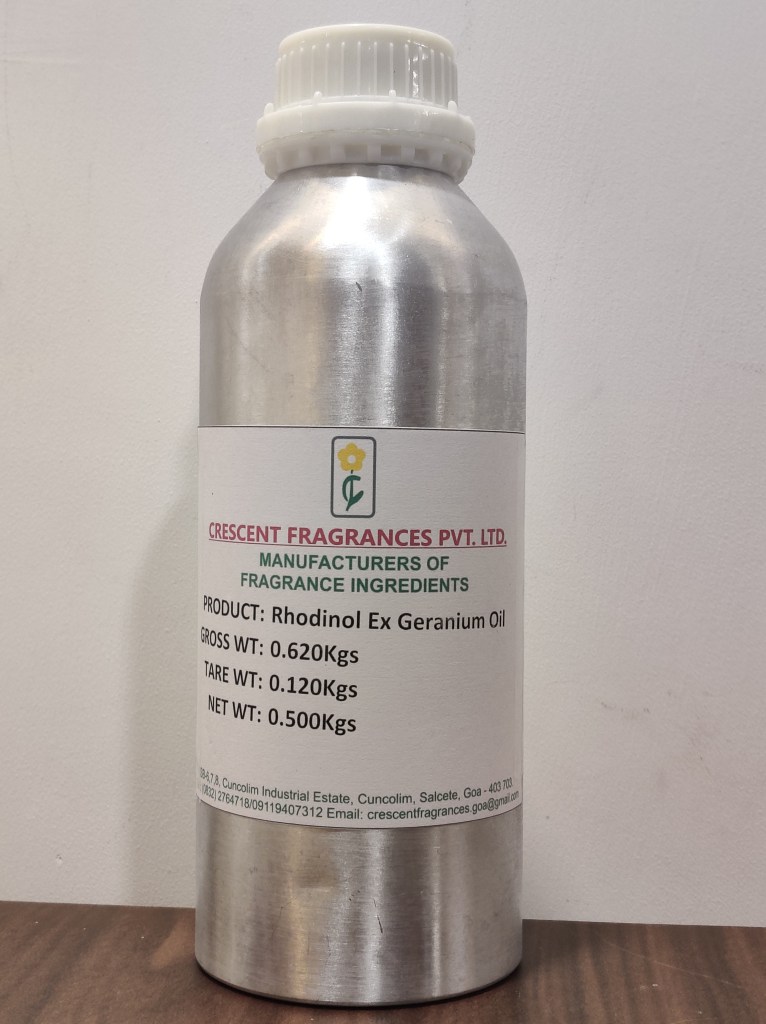 CRESCENT FRAGRANCES PVT. LTD.
MANUFACTURERS OF
FRAGRANCE INGREDIENTS
PRODUCT: Rhodinol Ex Geranium Oil
GROSS WT: 0.620Kgs
TARE WT: 0.120Kgs
NET WT: 0.500Kgs
Cuncolim Industrial Estate, Cuncolim, Salcete, Goa - 403 703.
(0832) 2764718/09119407312 Email: crescentfragrances.goa@gmail.com